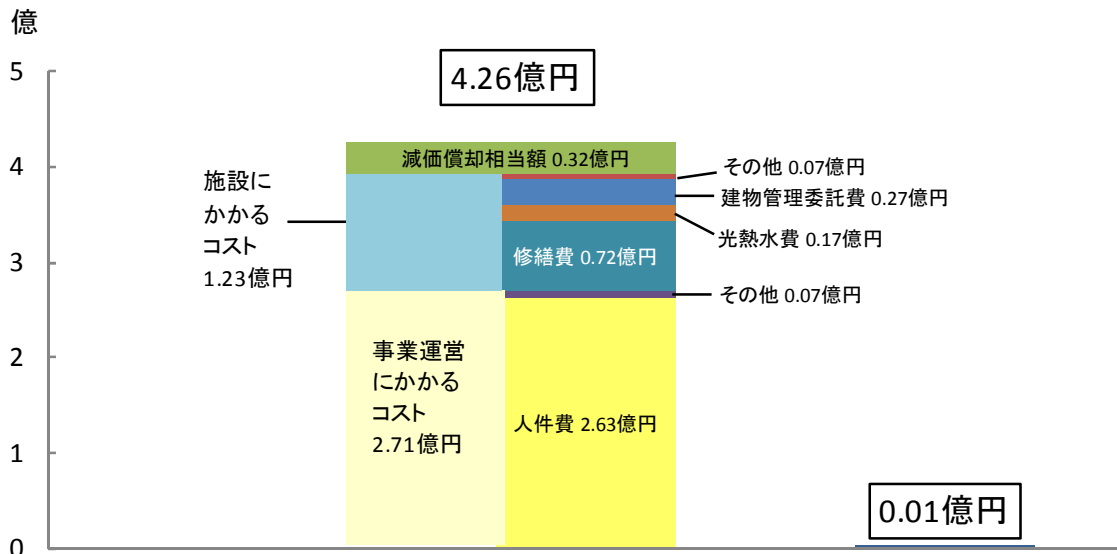 億
5
4
3
2
1
0
4.26億円
減価償却相当額 0.32億円
施設に
かかる
コスト
1.23億円
その他 0.07億円
建物管理委託費 0.27億円
光熱水費 0.17億円
修繕費 0.72億円
その他 0.07億円
事業運営
にかかる
コスト
2.71億円
人件費 2.63億円
0.01億円